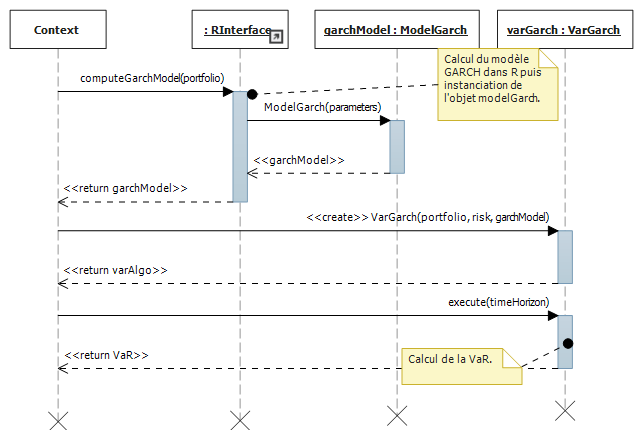 Context
: RInterface
garchModel : ModelGarch
varGarch : VarGarch
Calcul du modèle
GARCH dans R puis
instanciation de
l'objet modelGarch.
computeGarchModel(portfolio)
ModelGarch(parameters)
<<garchModel>>
<<return garchModel>>
<<create>> VarGarch(portfolio, risk, garchModel)
<<return varAlgo>>
execute(timeHorizon)
<<return VaR>>
Calcul de la VaR.